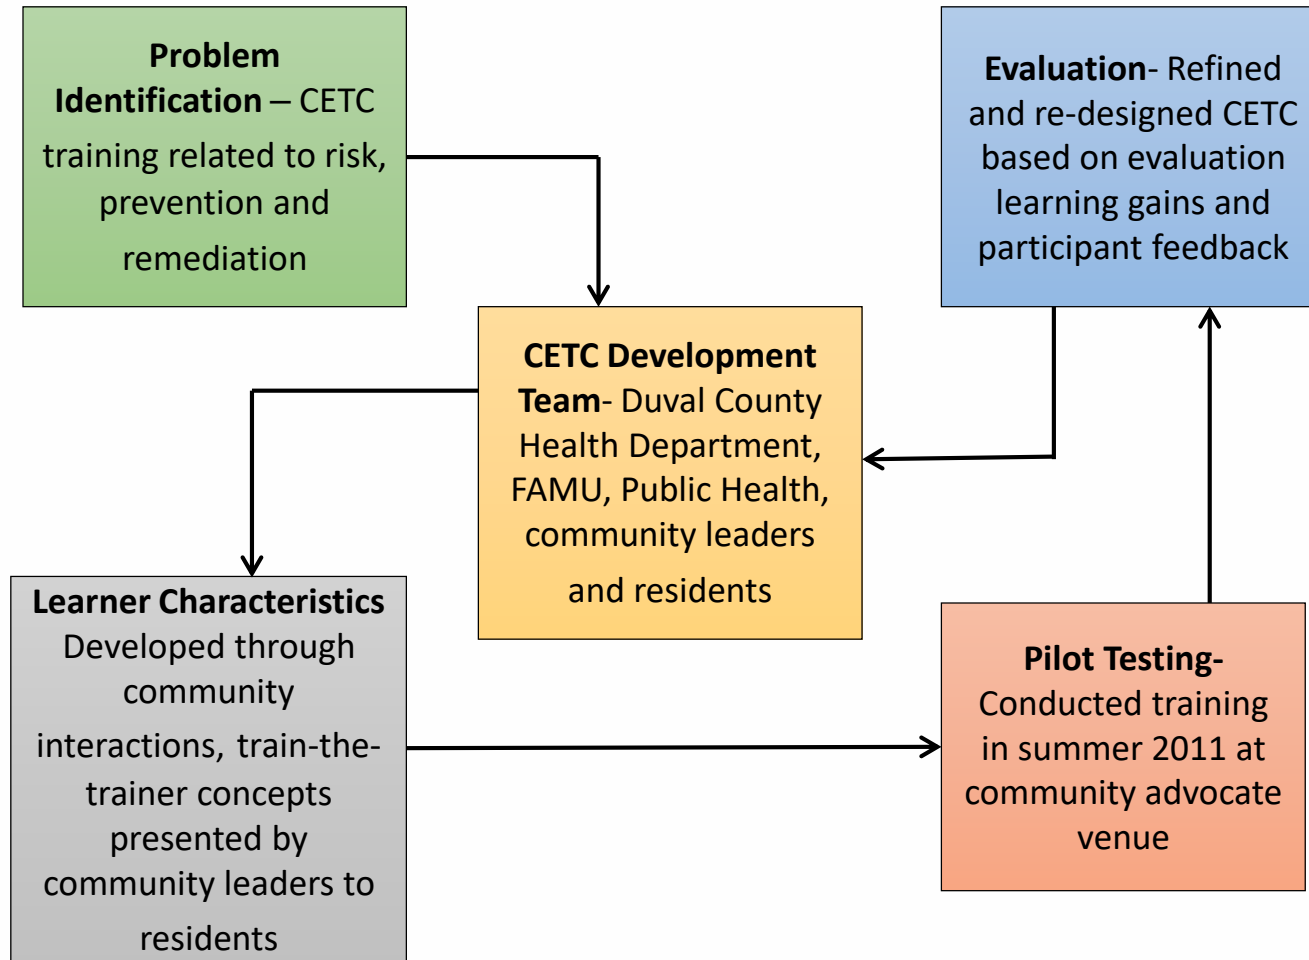 Problem
Identification – CETC
training related to risk,
prevention and
remediation
Evaluation- Refined
and re-designed CETC
based on evaluation
learning gains and
participant feedback
CETC Development
Team- Duval County
Health Department,
FAMU, Public Health,
community leaders
and residents
Learner Characteristics
Developed through
community
interactions, train-the-
trainer concepts
presented by
community leaders to
residents
Pilot Testing-
Conducted training
in summer 2011 at
community advocate
venue